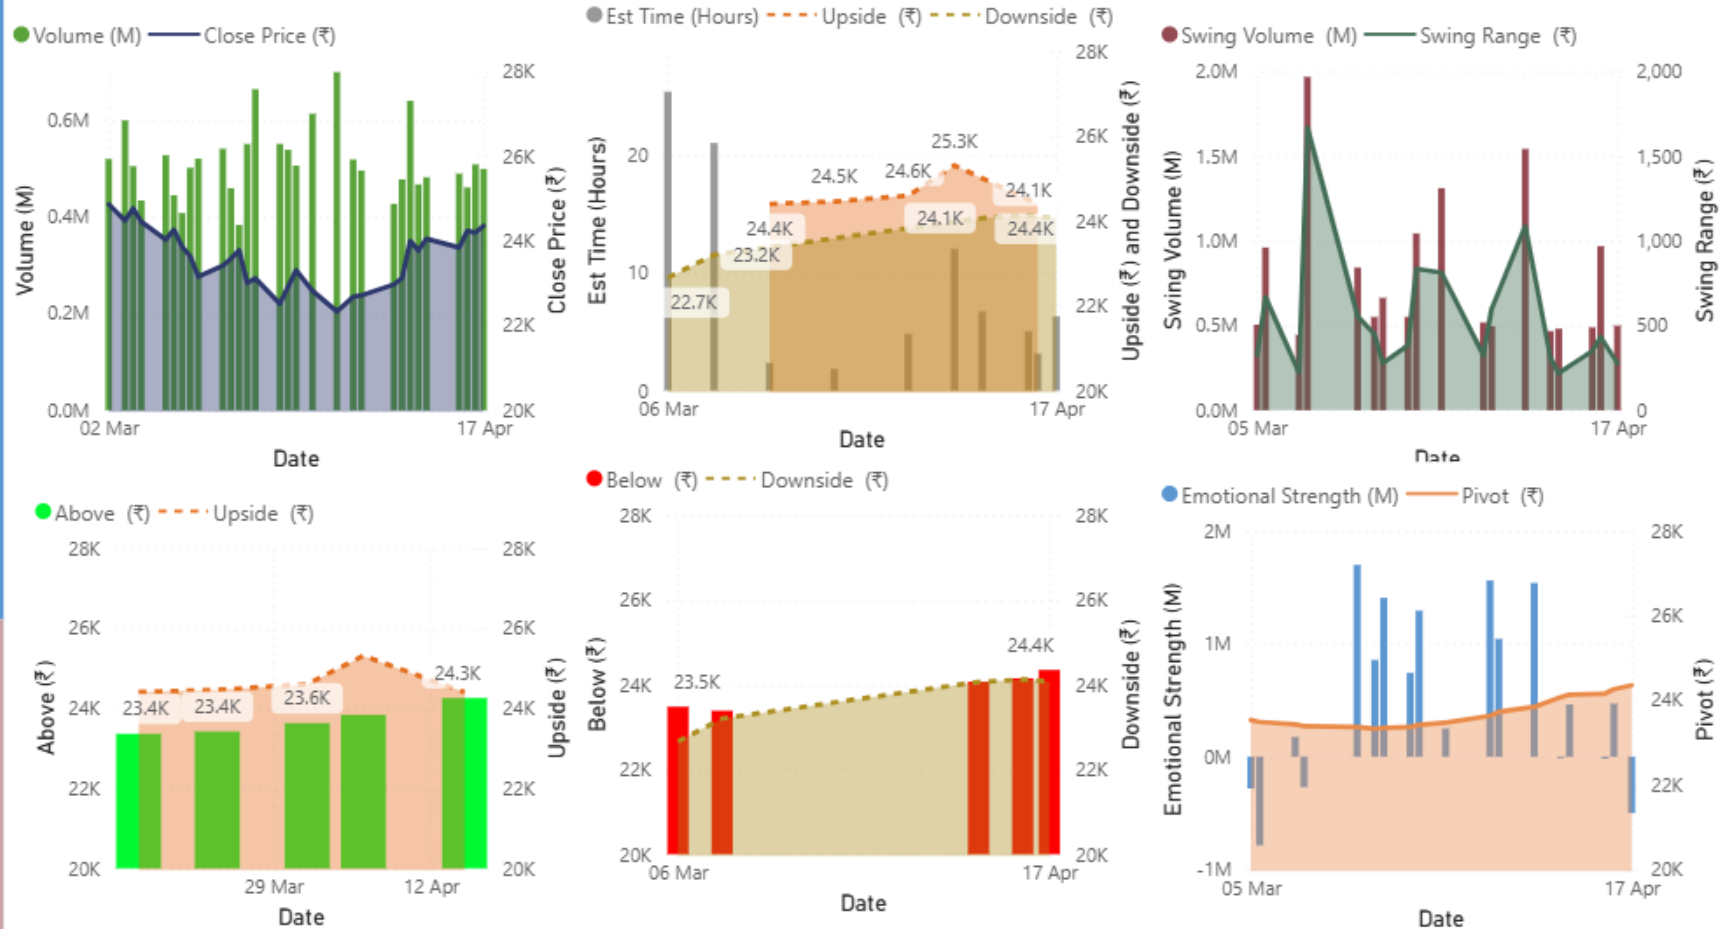 Volume (M) Close Price (₹)
28K
0.6M
26K
0.4M
24K
0.2M
22K
0.0M
20K
02 Mar 17 Apr
Date
Volume (M)
Close Price (₹)
Est Time (Hours) Upside (₹) Downside (₹)
28K
26K
25.3K
20
24.5K 24.6K
24.1K
24.4K
24.1K
24K
24.4K
23.2K
10
22.7K
22K
0
20K
06 Mar 17 Apr
Date
Est Time (Hours)
Upside (₹) and Downside (₹)
Swing Volume (M) Swing Range (₹)
2.0M 2,000
1.5M 1,500
1.0M 1,000
0.5M 500
0.0M 0
05 Mar 17 Apr
Date
Swing Volume (M)
Swing Range (₹)
Above (₹) Upside (₹)
28K 28K
26K 26K
24.3K
24K 23.4K 23.4K 23.6K 24K
22K 22K
20K 20K
29 Mar 12 Apr
Date
Above (₹)
Upside (₹)
Below (₹) Downside (₹)
28K 28K
26K 26K
24.4K
24K 23.5K 24K
22K 22K
20K 20K
06 Mar 17 Apr
Date
Below (₹)
Downside (₹)
Emotional Strength (M) Pivot (₹)
2M 28K
26K
1M
24K
0M
22K
-1M 20K
05 Mar 17 Apr
Date
Emotional Strength (M)
Pivot (₹)